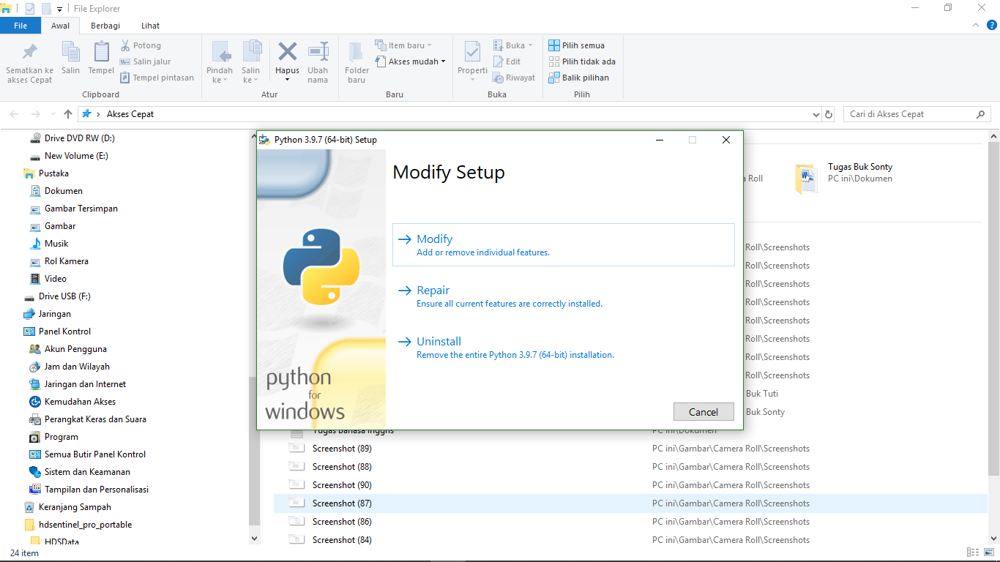 File Explorer
File Awal Berbagi Lihat
Sematkan ke akses Cepat
Salin
Tempel
Potong
Salin jalur
Tempel pintasan
Clipboard
Pindah ke
Salin ke
Hapus
Ubah nama
Atur
Folder baru
Item baru
Akses mudah
Baru
Properti
Buka
Edit
Riwayat
Buka
Pilih semua
Pilih tidak ada
Balik pilihan
Pilih
Akses Cepat
Cari di Akses Cepat
Drive DVD RW (D:)
New Volume (E:)
Pustaka
Dokumen
Gambar Tersimpan
Gambar
Musik
Rol Kamera
Video
Drive USB (F:)
Jaringan
Panel Kontrol
Akun Pengguna
Jam dan Wilayah
Jaringan dan Internet
Kemudahan Akses
Perangkat Keras dan Suara
Program
Semua Butir Panel Kontrol
Sistem dan Keamanan
Tampilan dan Personalisasi
Keranjang Sampah
hdsentinel_pro_portable
HDSData
24 item
Python 3.9.7 (64-bit) Setup
Modify Setup
Modify
Add or remove individual features.
Repair
Ensure all current features are correctly installed.
Uninstall
Remove the entire Python 3.9.7 (64-bit) installation.
python
for
windows
Cancel
Roll
Tugas Buk Sonty
PC ini\Dokumen
Roll\Screenshots
Roll\Screenshots
Roll\Screenshots
Roll\Screenshots
Roll\Screenshots
Roll\Screenshots
Roll\Screenshots
Roll\Screenshots
Buk Tuti
Buk Sonty
Tugas Bahasa Inggris PC ini\Dokumen
Screenshot (89) PC ini\Gambar\Camera Roll\Screenshots
Screenshot (88) PC ini\Gambar\Camera Roll\Screenshots
Screenshot (90) PC ini\Gambar\Camera Roll\Screenshots
Screenshot (87) PC ini\Gambar\Camera Roll\Screenshots
Screenshot (86) PC ini\Gambar\Camera Roll\Screenshots
Screenshot (84) PC ini\Gambar\Camera Roll\Screenshots